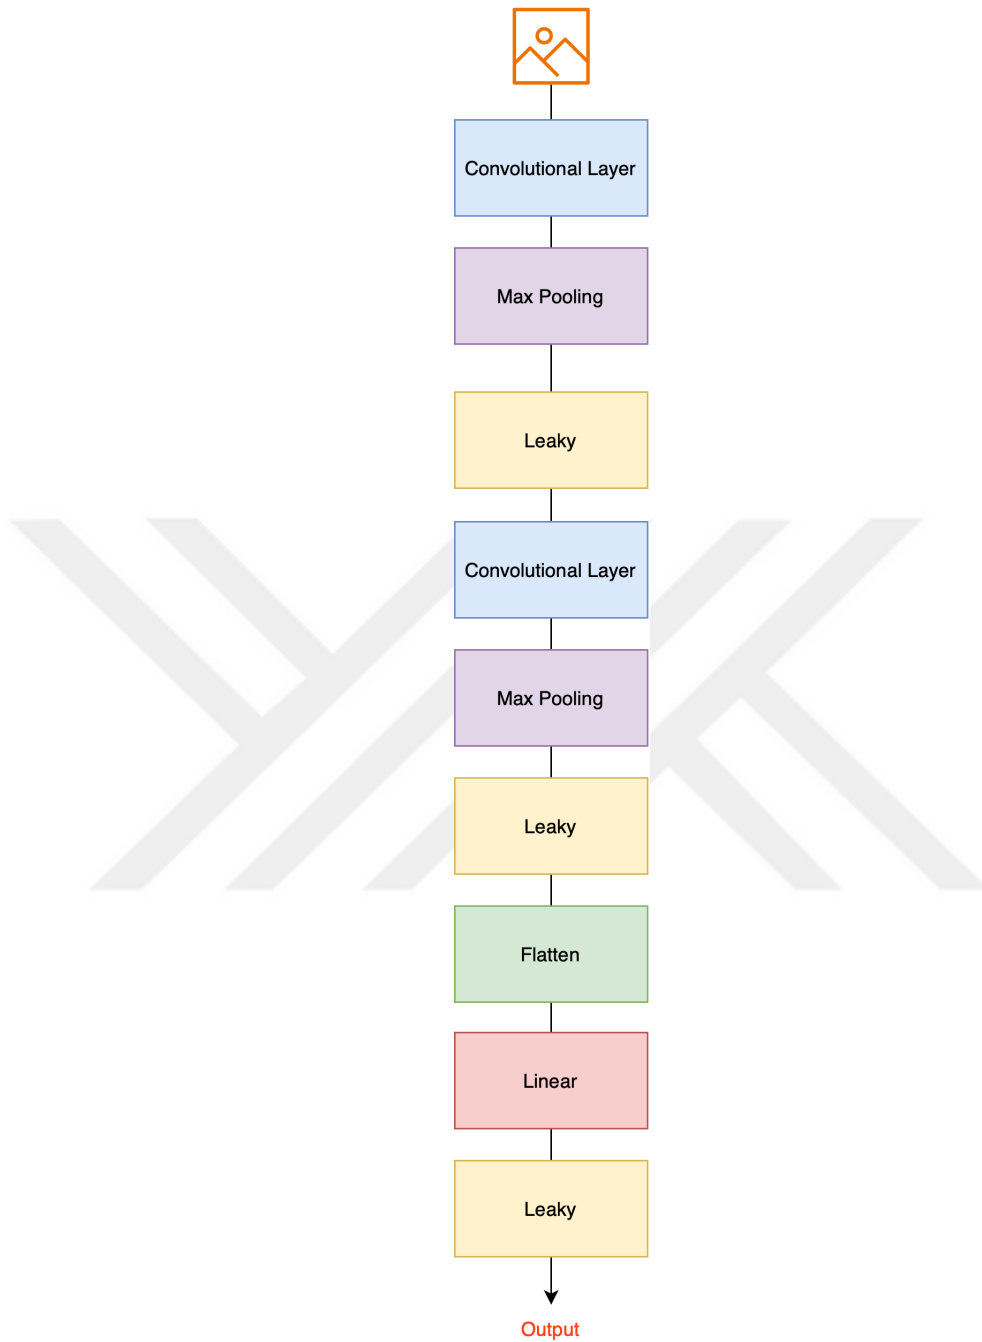 Convolutional Layer
Max Pooling
Leaky
Convolutional Layer
Max Pooling
Leaky
Flatten
Linear
Leaky
Output